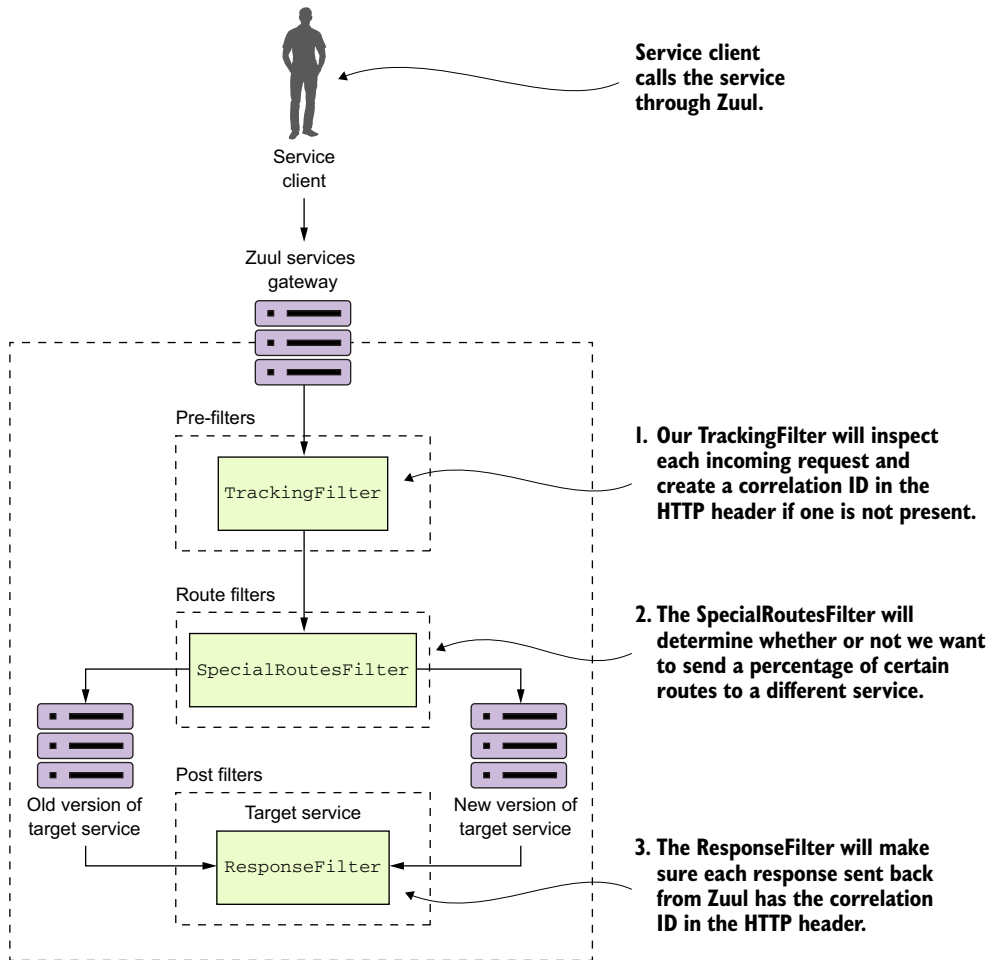 Service client
calls the service
through Zuul.
Service
client
Zuul services
gateway
Pre-filters
TrackingFilter
1. Our TrackingFilter will inspect
each incoming request and
create a correlation ID in the
HTTP header if one is not present.
Route filters
SpecialRoutesFilter
2. The SpecialRoutesFilter will
determine whether or not we want
to send a percentage of certain
routes to a different service.
Old version of
target service
New version of
target service
Post filters
Target service
ResponseFilter
3. The ResponseFilter will make
sure each response sent back
from Zuul has the correlation
ID in the HTTP header.